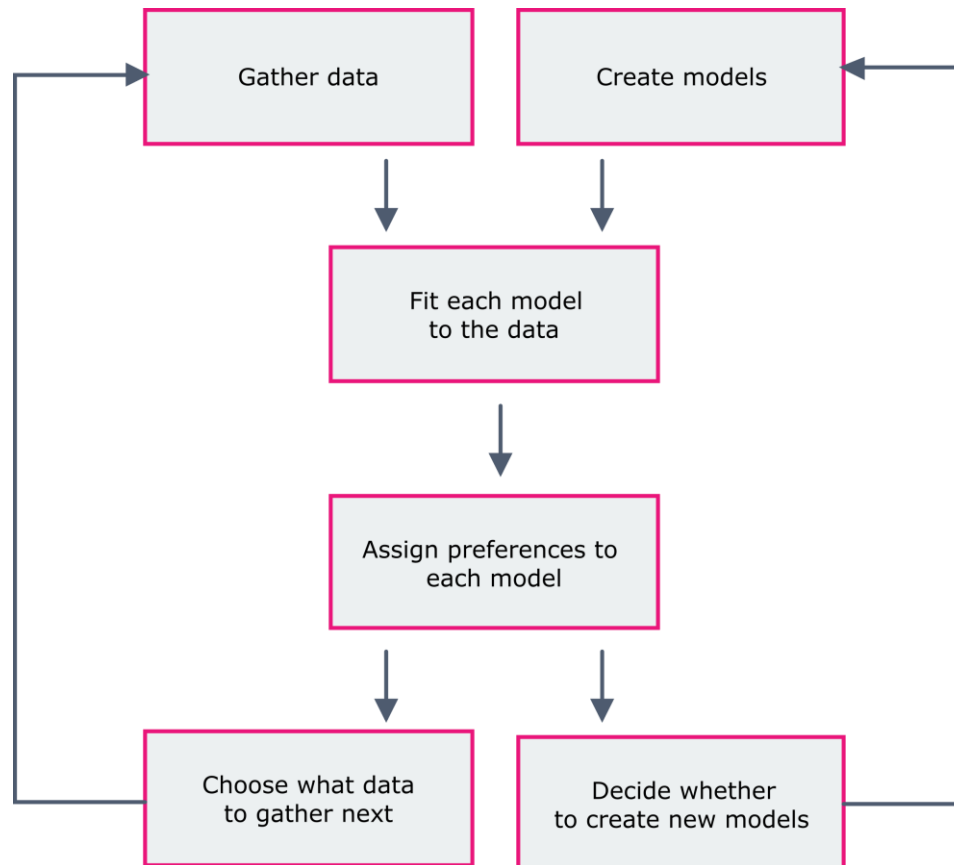 Gather data
Create models
Fit each model
to the data
Assign preferences to
each model
Choose what data
to gather next
Decide whether
to create new models